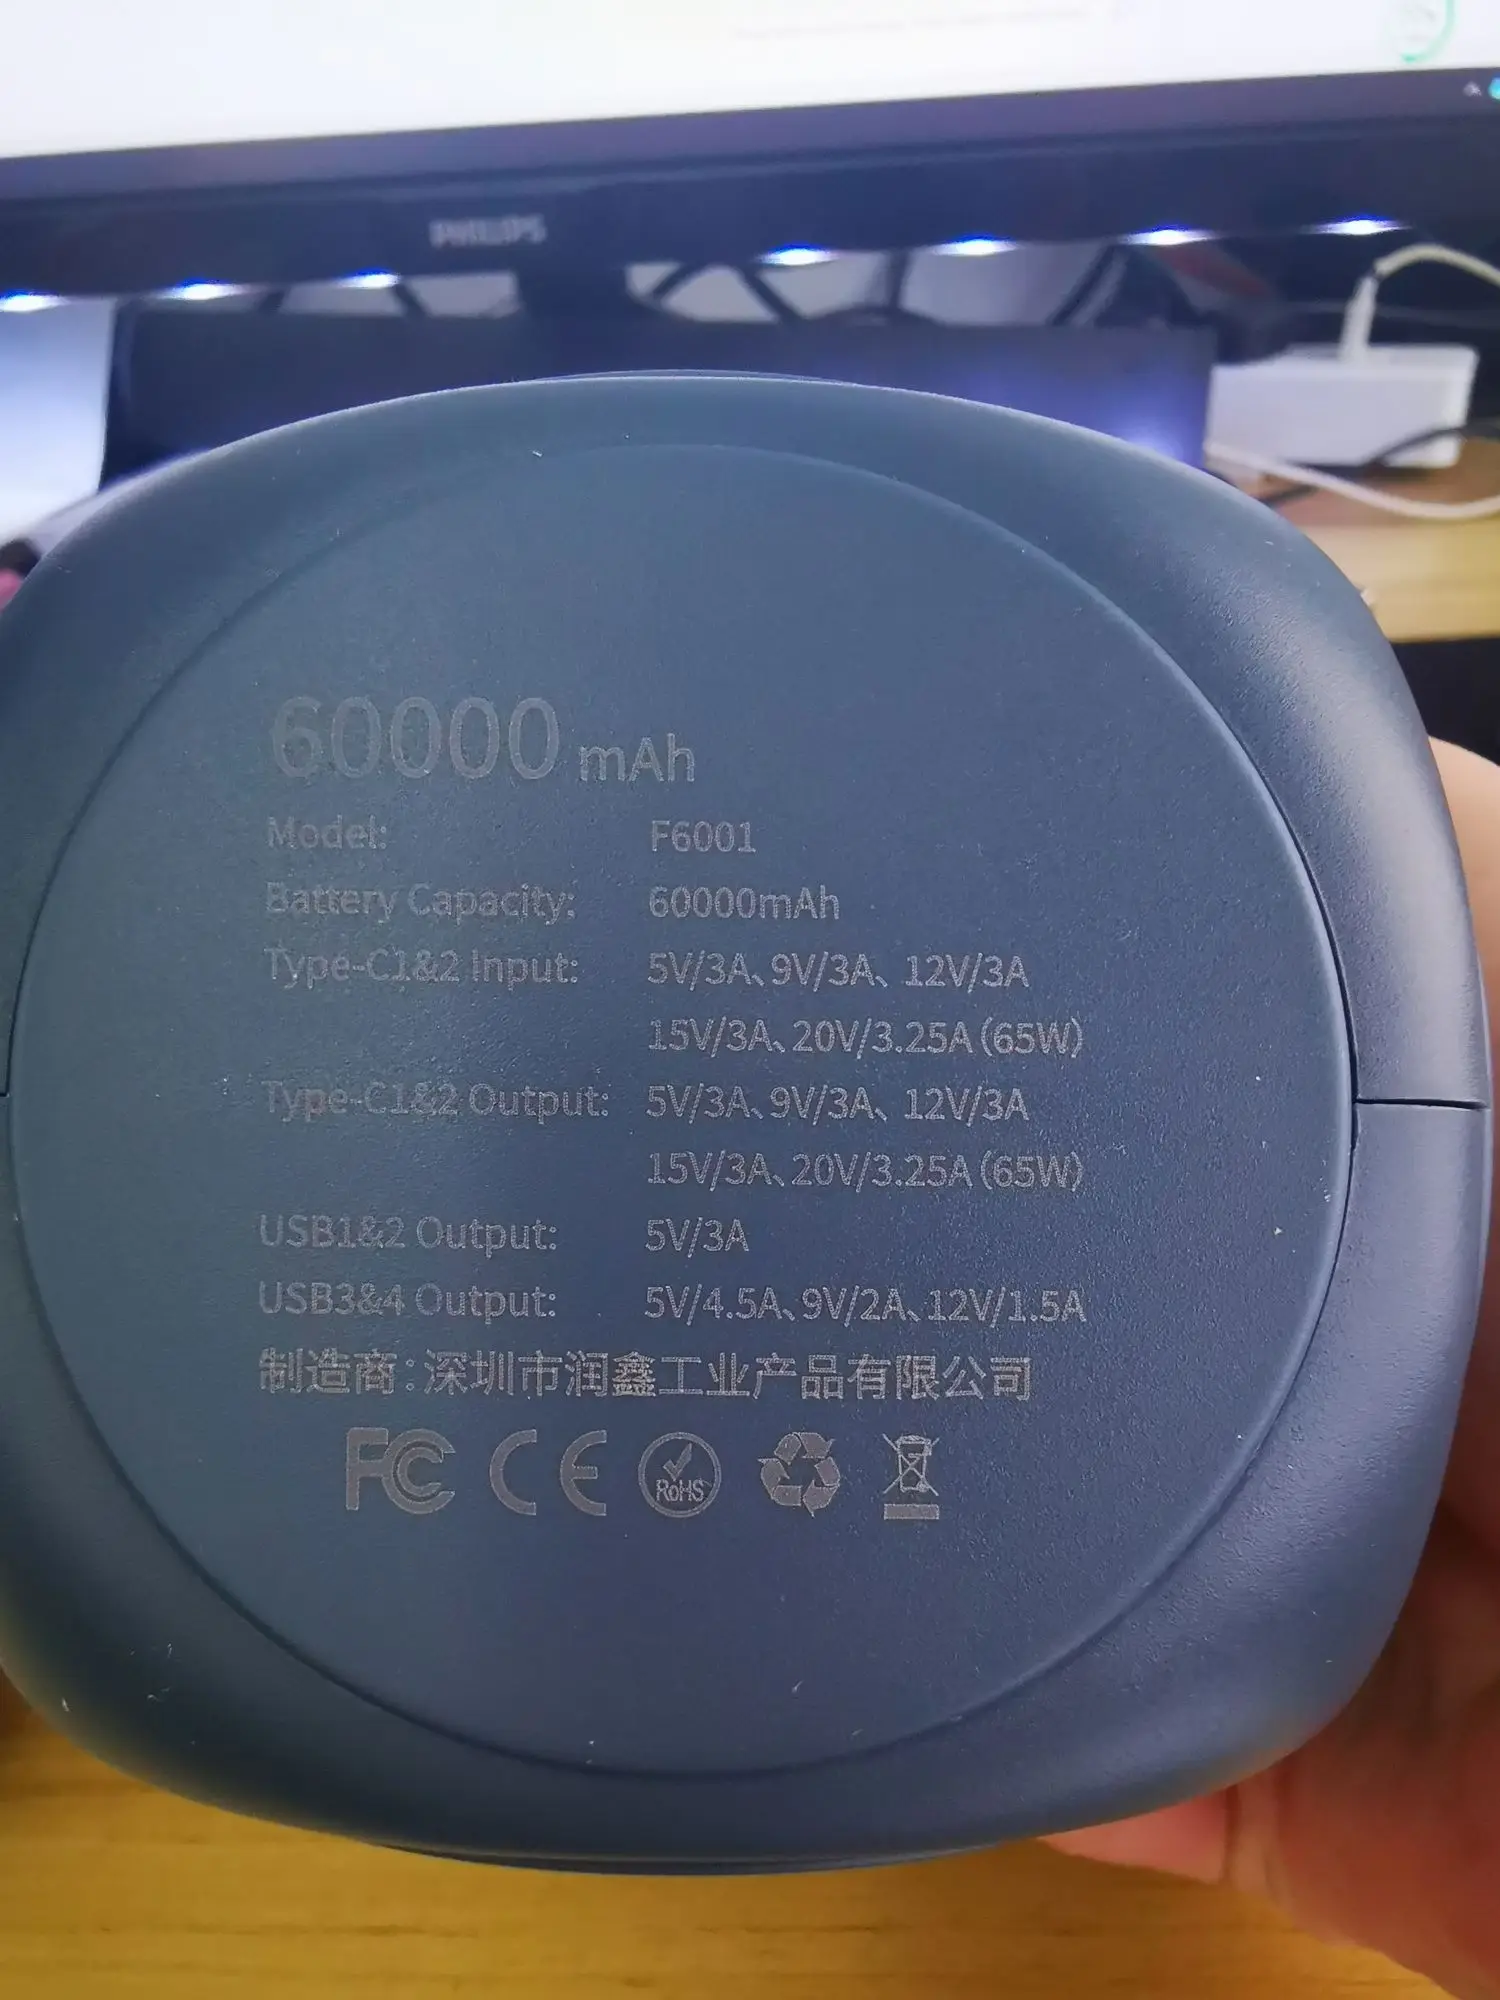 PHILIPS
60000 mAh
Model: F6001
Battery Capacity: 60000mAh
Type-C1&2 Input: 5V/3A、9V/3A、 12V/3A
15V/3A、20V/3.25A(65W)
Type-C1&2 Output: 5V/3A、9V/3A、 12V/3A
15V/3A、20V/3.25A(65W)
USB1&2 Output: 5V/3A
USB3&4 Output: 5V/4.5A、9V/2A、12V/1.5A
制造商:深圳市润鑫工业产品有限公司
FC CE RoHS